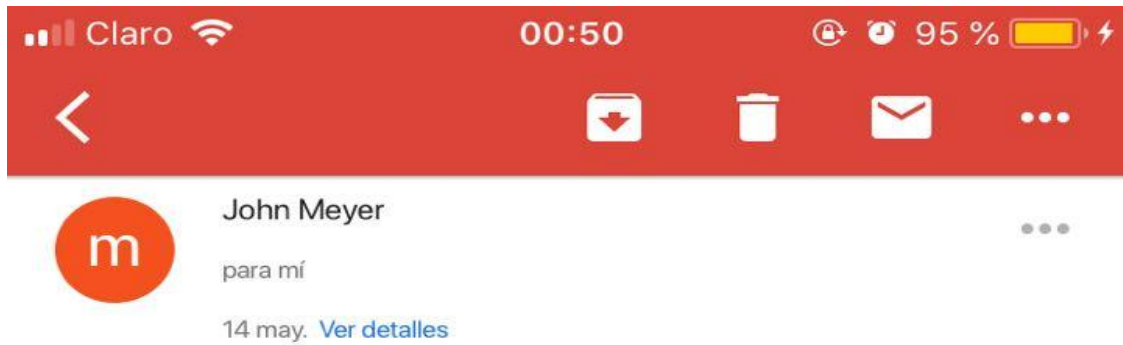 Claro 00:50 95 %
m
John Meyer
para mí
14 may. Ver detalles